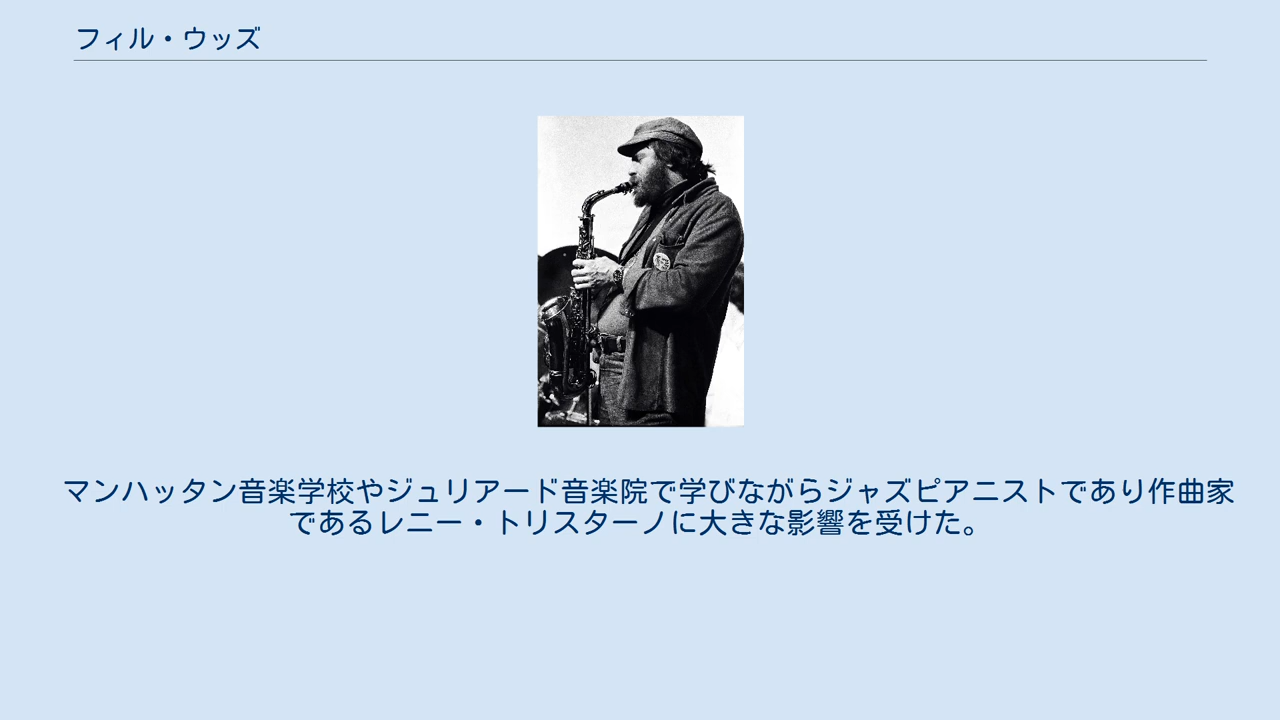 フィル・ウッズ
マンハッタン音楽学校やジュリアード音楽院で学びながらジャズピアニストであり作曲家
であるレニー・トリスターノに大きな影響を受けた。